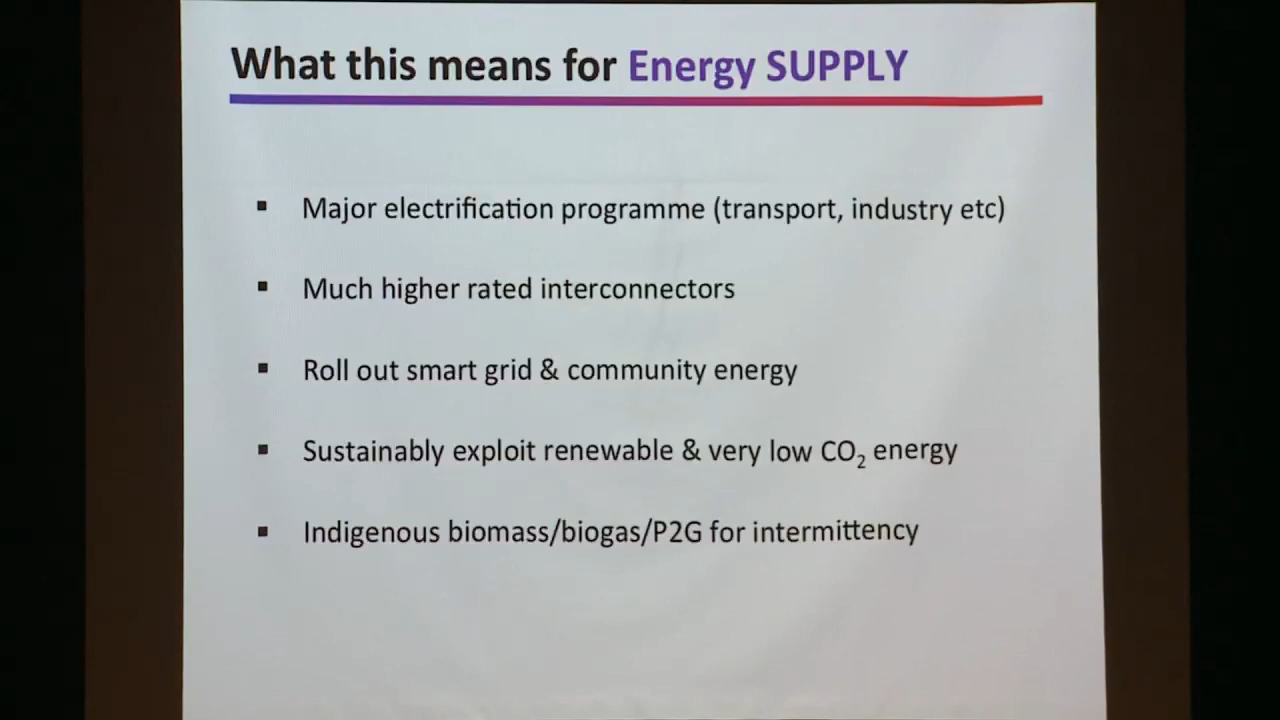 What this means for Energy SUPPLY
▪ Major electrification programme (transport, industry etc)
▪ Much higher rated interconnectors
▪ Roll out smart grid & community energy
▪ Sustainably exploit renewable & very low CO₂ energy
▪ Indigenous biomass/biogas/P2G for intermittency